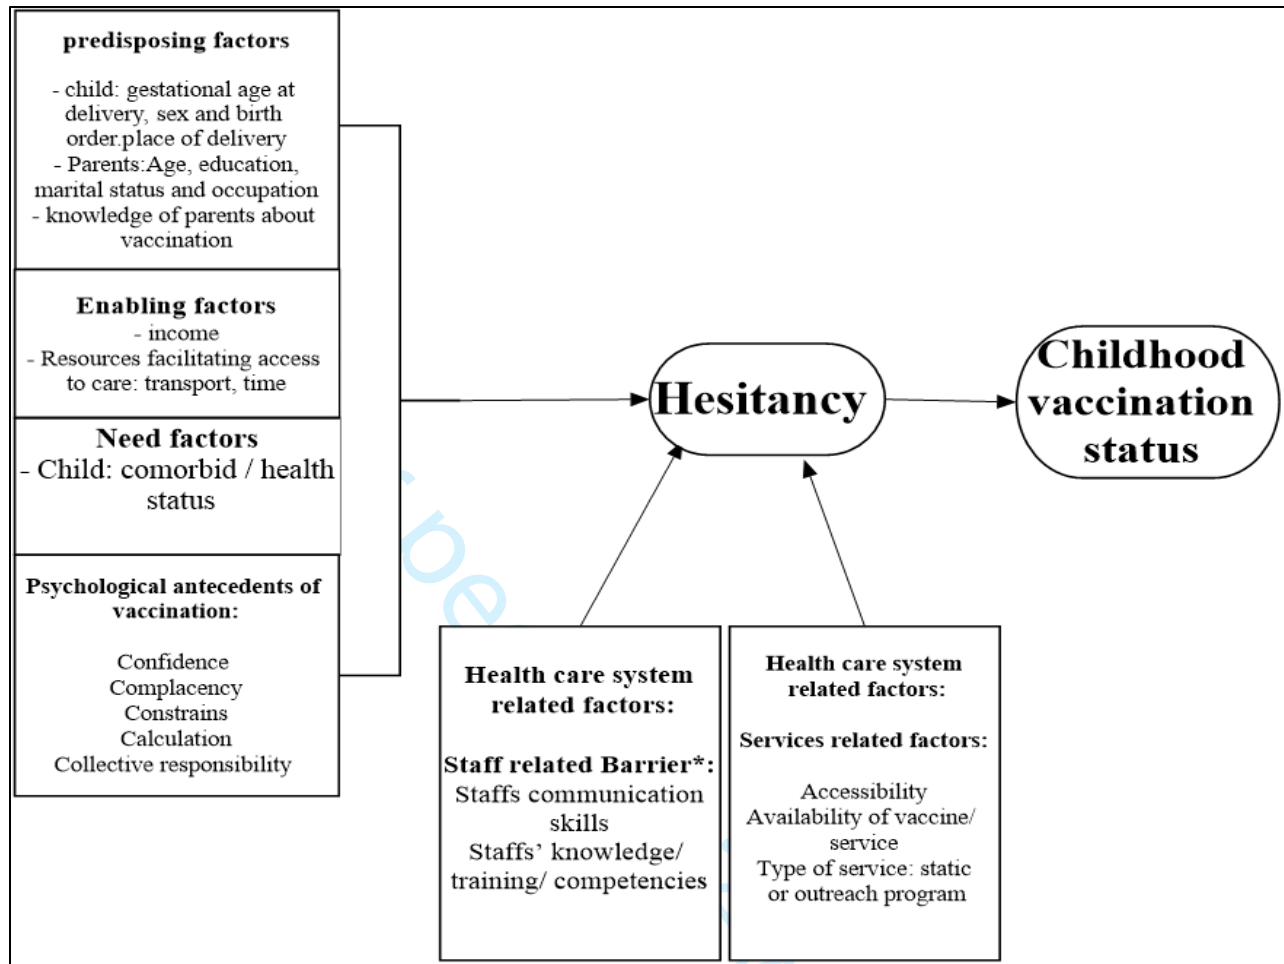 predisposing factors
- child: gestational age at
delivery, sex and birth
order.place of delivery
- Parents:Age, education,
marital status and occupation
- knowledge of parents about
vaccination
Enabling factors
- income
- Resources facilitating access
to care: transport, time
Need factors
- Child: comorbid / health
status
Psychological antecedents of
vaccination:
Confidence
Complacency
Constrains
Calculation
Collective responsibility
Hesitancy
Childhood
vaccination
status
Health care system
related factors:
Staff related Barrier*:
Staffs communication
skills
Staffs’ knowledge/
training/ competencies
Health care system
related factors:
Services related factors:
Accessibility
Availability of vaccine/
service
Type of service: static
or outreach program